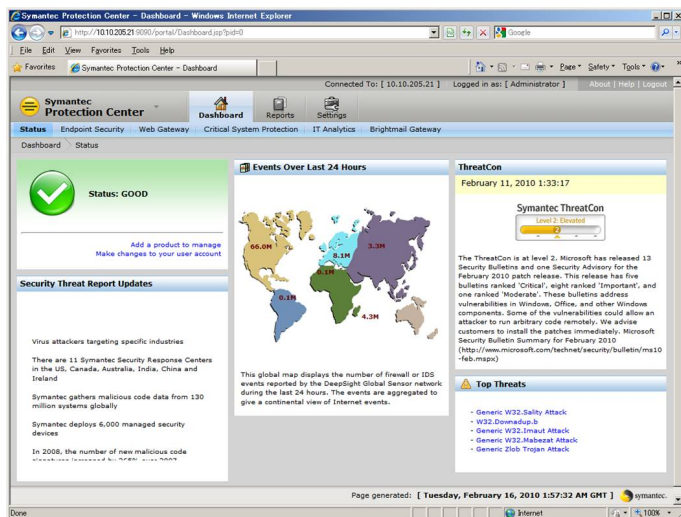 Symantec Protection Center - Dashboard - Windows Internet Explorer
http://10.10.205.21:9090/portal/Dashboard.jsp?pid=0
Google
File Edit View Favorites Tools Help
Favorites Symantec Protection Center - Dashboard
Page Safety Tools
Connected To: [ 10.10.205.21 ] Logged in as: [ Administrator ] About | Help | Logout
Symantec
Protection Center
Dashboard Reports Settings
Status Endpoint Security Web Gateway Critical System Protection IT Analytics Brightmail Gateway
Dashboard Status
Status: GOOD
Add a product to manage
Make changes to your user account
Security Threat Report Updates
Virus attackers targeting specific industries
There are 11 Symantec Security Response Centers
in the US, Canada, Australia, India, China and
Ireland
Symantec gathers malicious code data from 130
million systems globally
Symantec deploys 6,000 managed security
devices
In 2008, the number of new malicious code
signatures increased by 265% over 2007
Events Over Last 24 Hours
66.0M
8.1M
3.3M
0.1M
0.1M
4.3M
This global map displays the number of firewall or IDS
events reported by the DeepSight Global Sensor network
during the last 24 hours. The events are aggregated to
give a continental view of Internet events.
ThreatCon
February 11, 2010 1:33:17
Symantec ThreatCon
Level 2: Elevated
2
The ThreatCon is at level 2. Microsoft has released 13
Security Bulletins and one Security Advisory for the
February 2010 patch release. This release has five
bulletins ranked 'Critical', eight ranked 'Important', and
one ranked 'Moderate'. These bulletins address
vulnerabilities in Windows, Office, and other Windows
components. Some of the vulnerabilities could allow an
attacker to run arbitrary code remotely. We advise
customers to install the patches immediately. Microsoft
Security Bulletin Summary for February 2010
(http://www.microsoft.com/technet/security/bulletin/ms10
-feb.mspx)
Top Threats
- Generic W32.Sality Attack
- W32.Downadup.b
- Generic W32.Imaut Attack
- Generic W32.Mabezat Attack
- Generic Zlob Trojan Attack
Page generated: [ Tuesday, February 16, 2010 1:57:32 AM GMT ] symantec.
Done Internet 100%